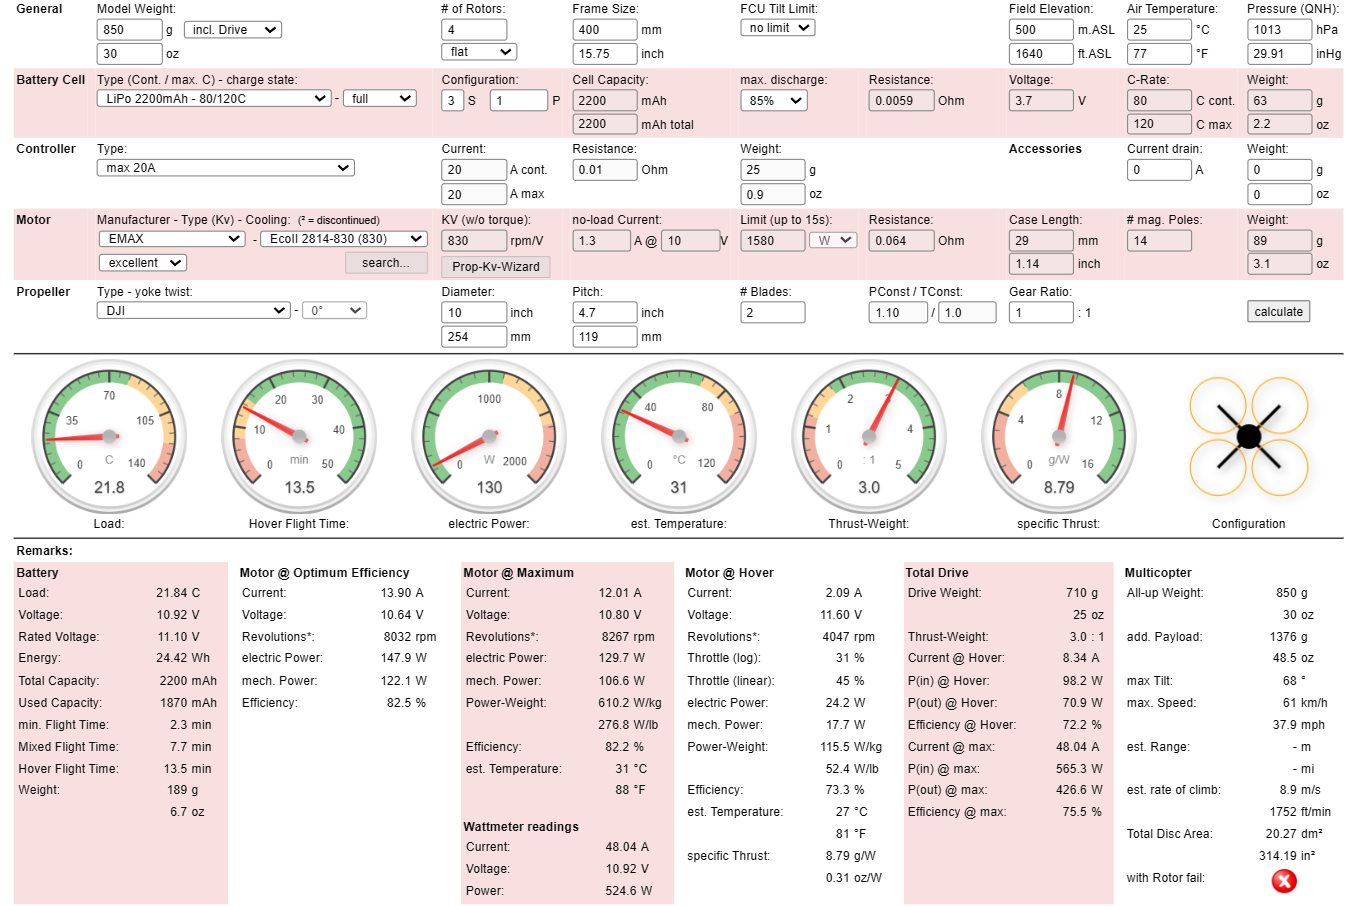 General Model Weight: # of Rotors: Frame Size: FCU Tilt Limit: Field Elevation: Air Temperature: Pressure (QNH):
850 g incl. Drive 4 400 mm no limit 500 m.ASL 25 °C 1013 hPa
30 oz flat 15.75 inch 1640 ft.ASL 77 °F 29.91 inHg
Battery Cell Type (Cont. / max. C) - charge state: Configuration: Cell Capacity: max. discharge: Resistance: Voltage: C-Rate: Weight:
LiPo 2200mAh - 80/120C - full 3 S 1 P 2200 mAh 85% 0.0059 Ohm 3.7 V 80 C cont. 63 g
2200 mAh total 120 C max 2.2 oz
Controller Type: Current: Resistance: Weight: Accessories Current drain: Weight:
max 20A 20 A cont. 0.01 Ohm 25 g 0 A 0 g
20 A max 0.9 oz 0 oz
Motor Manufacturer - Type (Kv) - Cooling: (² = discontinued) KV (w/o torque): no-load Current: Limit (up to 15s): Resistance: Case Length: # mag. Poles: Weight:
EMAX - EcoII 2814-830 (830) 830 rpm/V 1.3 A @ 10 V 1580 W 0.064 Ohm 29 mm 14 89 g
excellent search... Prop-Kv-Wizard 1.14 inch 3.1 oz
Propeller Type - yoke twist: Diameter: Pitch: # Blades: PConst / TConst: Gear Ratio:
DJI - 0° 10 inch 4.7 inch 2 1.10 / 1.0 1 : 1 calculate
254 mm 119 mm
0 35 70 105 140 C 21.8
0 10 20 30 40 50 min 13.5
0 1000 2000 W 130
0 40 80 120 °C 31
0 1 2 3 4 5 : 1 3.0
0 4 8 12 16 g/W 8.79
Load: Hover Flight Time: electric Power: est. Temperature: Thrust-Weight: specific Thrust: Configuration
Remarks:
Battery
Load: 21.84 C
Voltage: 10.92 V
Rated Voltage: 11.10 V
Energy: 24.42 Wh
Total Capacity: 2200 mAh
Used Capacity: 1870 mAh
min. Flight Time: 2.3 min
Mixed Flight Time: 7.7 min
Hover Flight Time: 13.5 min
Weight: 189 g
6.7 oz
Motor @ Optimum Efficiency
Current: 13.90 A
Voltage: 10.64 V
Revolutions*: 8032 rpm
electric Power: 147.9 W
mech. Power: 122.1 W
Efficiency: 82.5 %
Motor @ Maximum
Current: 12.01 A
Voltage: 10.80 V
Revolutions*: 8267 rpm
electric Power: 129.7 W
mech. Power: 106.6 W
Power-Weight: 610.2 W/kg
276.8 W/lb
Efficiency: 82.2 %
est. Temperature: 31 °C
88 °F
Wattmeter readings
Current: 48.04 A
Voltage: 10.92 V
Power: 524.6 W
Motor @ Hover
Current: 2.09 A
Voltage: 11.60 V
Revolutions*: 4047 rpm
Throttle (log): 31 %
Throttle (linear): 45 %
electric Power: 24.2 W
mech. Power: 17.7 W
Power-Weight: 115.5 W/kg
52.4 W/lb
Efficiency: 73.3 %
est. Temperature: 27 °C
81 °F
specific Thrust: 8.79 g/W
0.31 oz/W
Total Drive
Drive Weight: 710 g
25 oz
Thrust-Weight: 3.0 : 1
Current @ Hover: 8.34 A
P(in) @ Hover: 98.2 W
P(out) @ Hover: 70.9 W
Efficiency @ Hover: 72.2 %
Current @ max: 48.04 A
P(in) @ max: 565.3 W
P(out) @ max: 426.6 W
Efficiency @ max: 75.5 %
Multicopter
All-up Weight: 850 g
30 oz
add. Payload: 1376 g
48.5 oz
max Tilt: 68 °
max. Speed: 61 km/h
37.9 mph
est. Range: - m
- mi
est. rate of climb: 8.9 m/s
1752 ft/min
Total Disc Area: 20.27 dm²
314.19 in²
with Rotor fail: